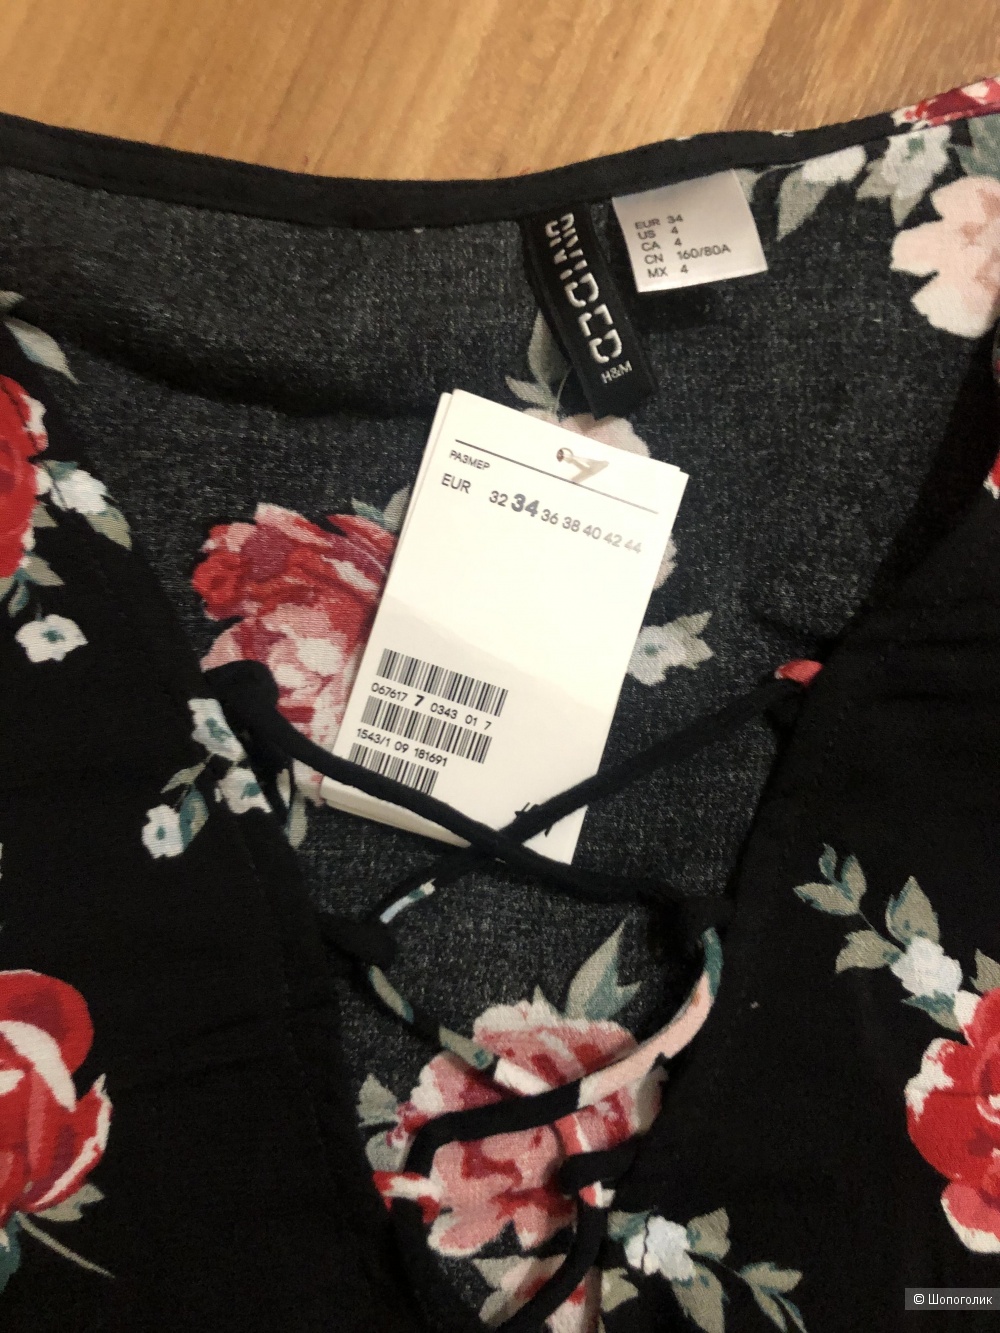 EUR 34
US 4
CA 4
CN 160/80A
MX 4
DIVIDED
H&M
РАЗМЕР
EUR 32 34 36 38 40 42 44
067617 7 0343 01 7
1543/1 09 181691
© Шопоголик